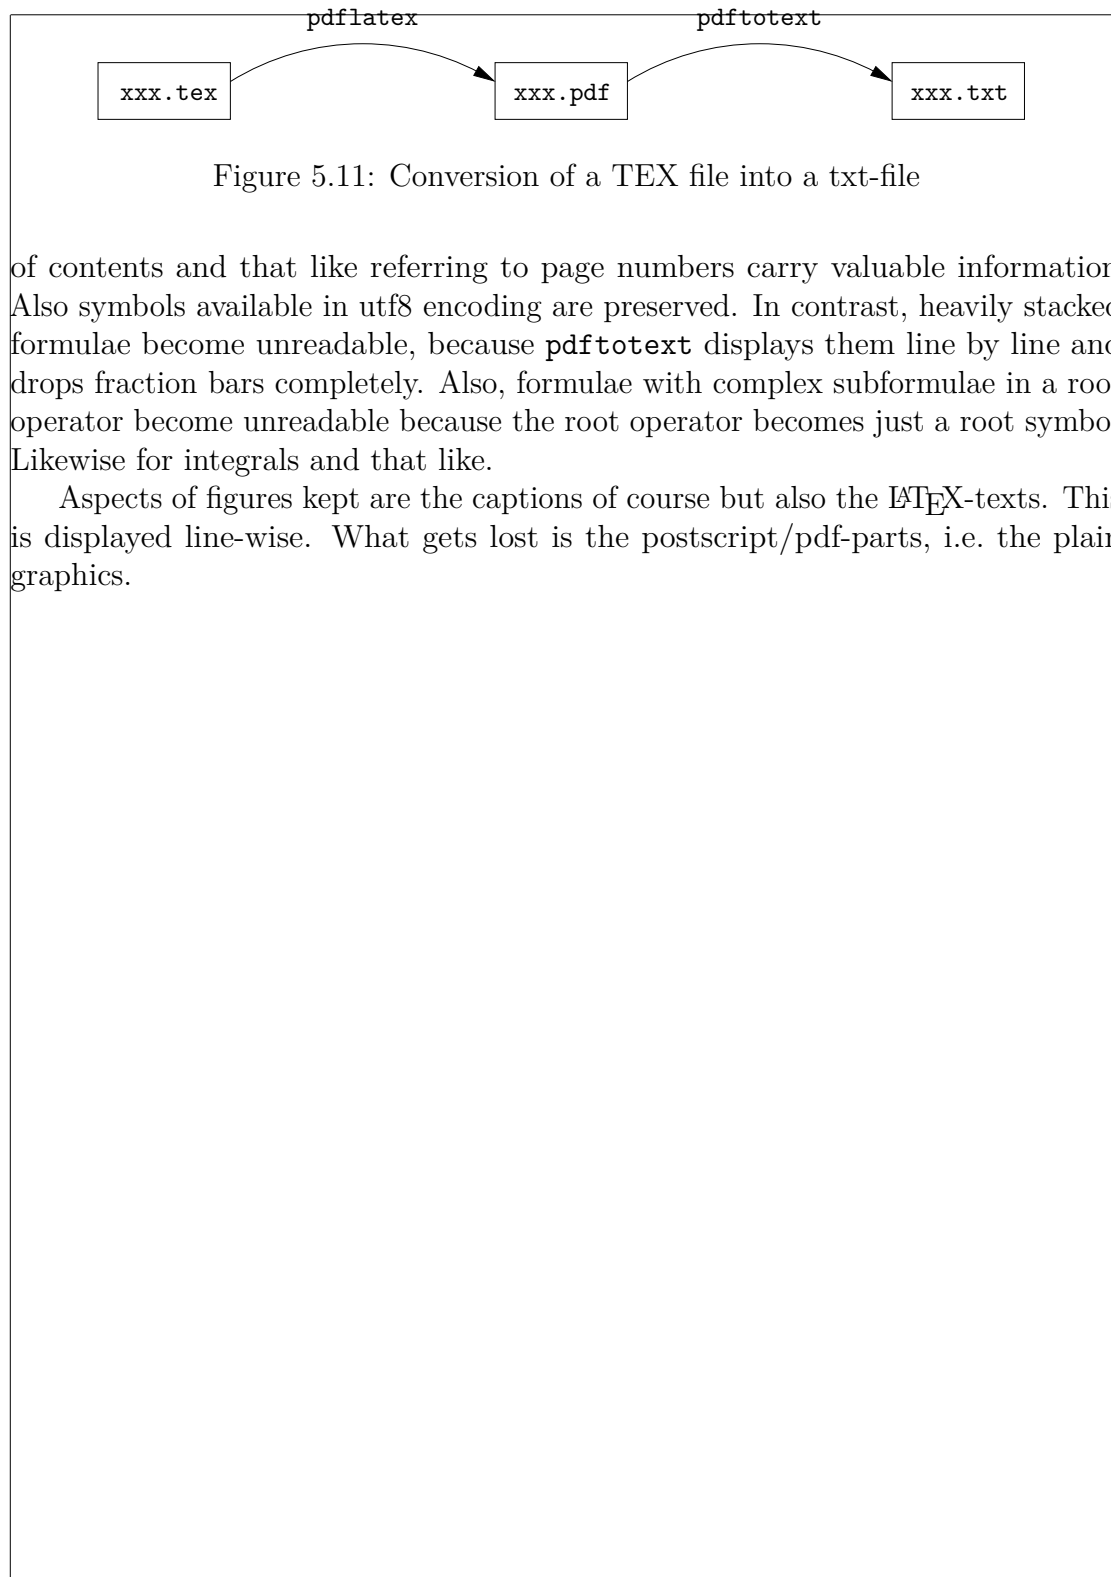 pdflatex pdftotext
xxx.tex xxx.pdf xxx.txt
Figure 5.11: Conversion of a TEX file into a txt-file
of contents and that like referring to page numbers carry valuable information
Also symbols available in utf8 encoding are preserved. In contrast, heavily stacked
formulae become unreadable, because pdftotext displays them line by line and
drops fraction bars completely. Also, formulae with complex subformulae in a roo
operator become unreadable because the root operator becomes just a root symbo
Likewise for integrals and that like.
Aspects of figures kept are the captions of course but also the LATEX-texts. Thi
is displayed line-wise. What gets lost is the postscript/pdf-parts, i.e. the plain
graphics.